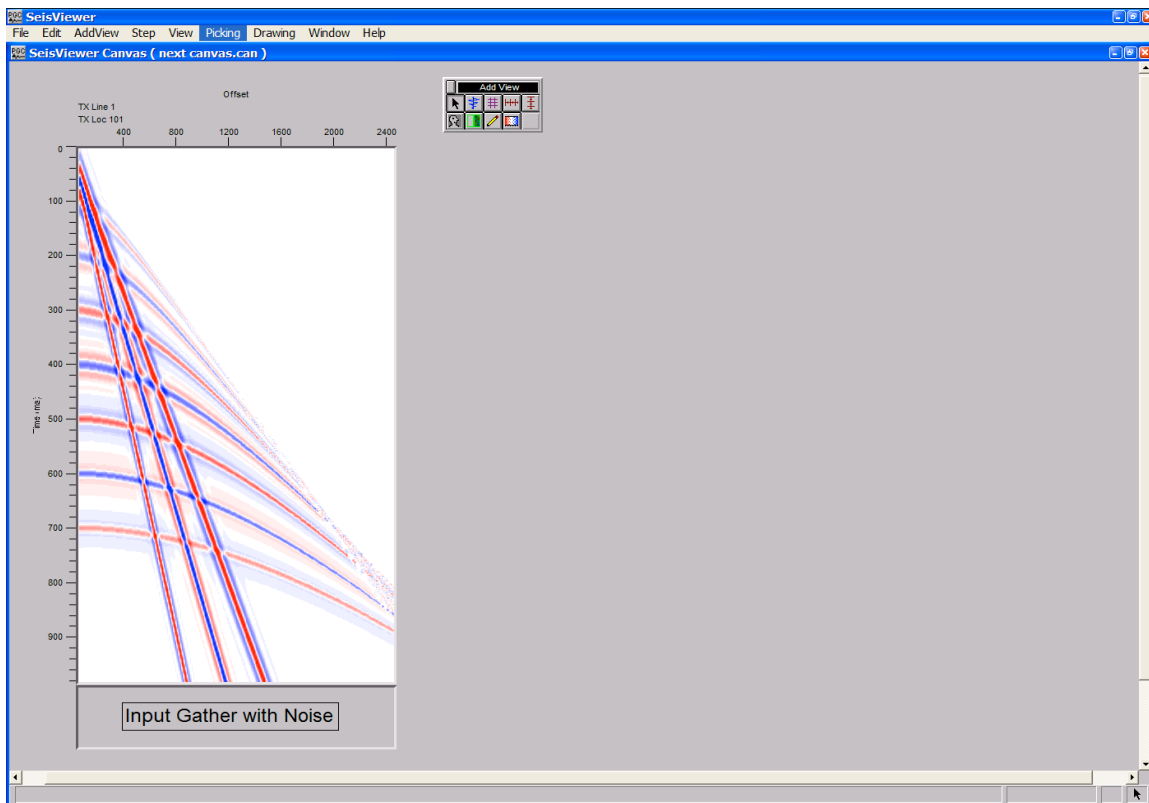 SeisViewer
File Edit AddView Step View Picking Drawing Window Help
SeisViewer Canvas ( next canvas.can )
Add View
Offset
TX Line 1
TX Loc 101
400 800 1200 1600 2000 2400
0
100
200
300
400
500
600
700
800
900
Input Gather with Noise